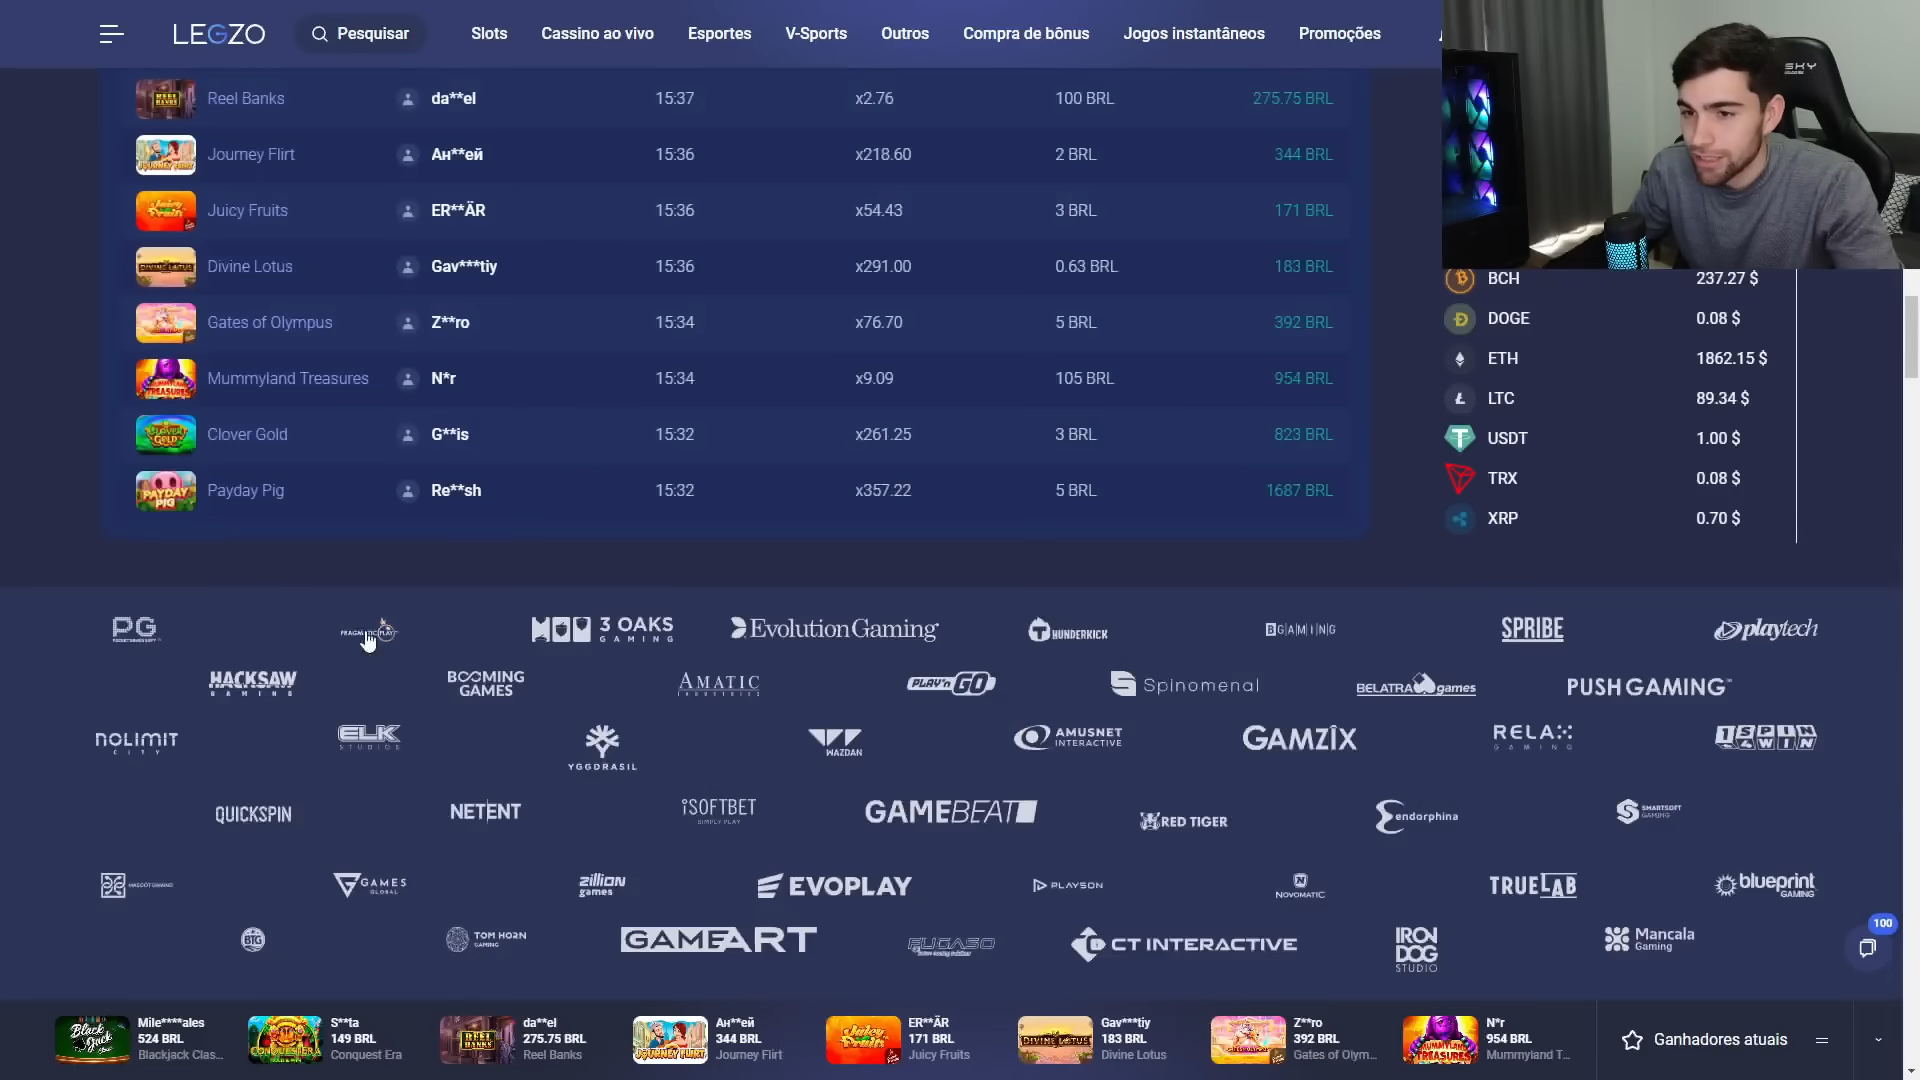 LEGZO
Pesquisar
Slots
Cassino ao vivo
Esportes
V-Sports
Outros
Compra de bônus
Jogos instantâneos
Promoções
Reel Banks da**el 15:37 x2.76 100 BRL 275.75 BRL
Journey Flirt Ан**ей 15:36 x218.60 2 BRL 344 BRL
Juicy Fruits ER**ÄR 15:36 x54.43 3 BRL 171 BRL
Divine Lotus Gav***tiy 15:36 x291.00 0.63 BRL 183 BRL
Gates of Olympus Z**ro 15:34 x76.70 5 BRL 392 BRL
Mummyland Treasures N*r 15:34 x9.09 105 BRL 954 BRL
Clover Gold G**is 15:32 x261.25 3 BRL 823 BRL
Payday Pig Re**sh 15:32 x357.22 5 BRL 1687 BRL
SKY
BCH 237.27 $
DOGE 0.08 $
ETH 1862.15 $
LTC 89.34 $
USDT 1.00 $
TRX 0.08 $
XRP 0.70 $
PG
3 OAKS
GAMING
Evolution Gaming
THUNDERKICK
BGAMING
SPRIBE
playtech
HACKSAW
GAMING
BOOMING
GAMES
AMATIC
INDUSTRIES
PLAY'n GO
Spinomenal
BELATRA games
PUSH GAMING
NOLIMIT
CITY
ELK
STUDIOS
YGGDRASIL
WAZDAN
AMUSNET
INTERACTIVE
GAMZIX
RELAX
GAMING
1SPIN
4WIN
QUICKSPIN
NETENT
iSOFTBET
SIMPLY PLAY
GAMEBEAT
RED TIGER
endorphina
SMARTSOFT
GAMING
MASCOT GAMING
GAMES
GLOBAL
zillion
games
EVOPLAY
PLAYSON
NOVOMATIC
TRUELAB
blueprint
GAMING
BTG
TOM HORN
GAMING
GAMEART
FUGASO
CT INTERACTIVE
IRON
DOG
STUDIO
Mancala
Gaming
100
Mile****ales
524 BRL
Blackjack Clas...
S**ta
149 BRL
Conquest Era
da**el
275.75 BRL
Reel Banks
Ан**ей
344 BRL
Journey Flirt
ER**ÄR
171 BRL
Juicy Fruits
Gav***tiy
183 BRL
Divine Lotus
Z**ro
392 BRL
Gates of Olym...
N*r
954 BRL
Mummyland T...
Ganhadores atuais